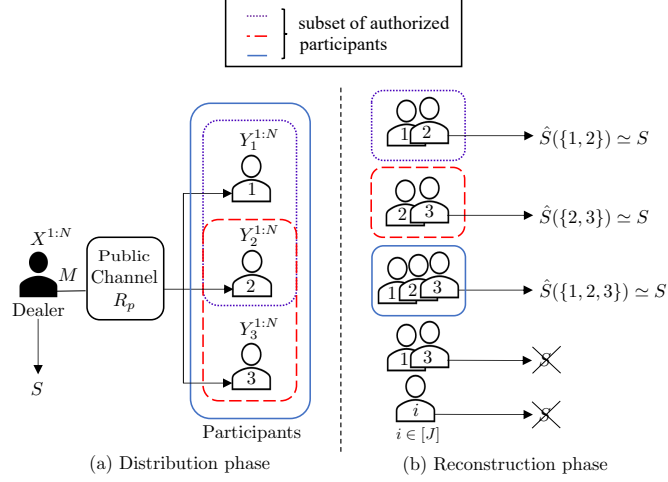 subset of authorized
participants
Y_1^{1:N}
1
X^{1:N}
M
Public
Channel
R_p
Dealer
S
Y_2^{1:N}
2
Y_3^{1:N}
3
Participants
(a) Distribution phase
1 2
Ŝ({1, 2}) ≃ S
2 3
Ŝ({2, 3}) ≃ S
1 2 3
Ŝ({1, 2, 3}) ≃ S
1 3
S
i
S
i ∈ [J]
(b) Reconstruction phase